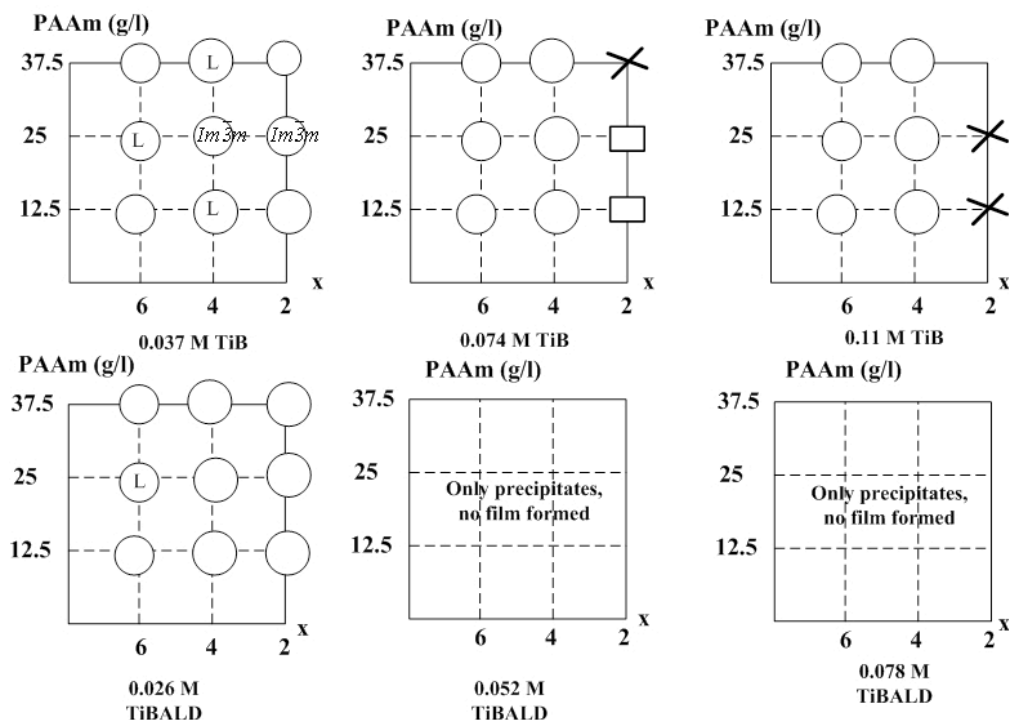 PAAm (g/l)
37.5
L
25
L
Im3̄m
Im3̄m
12.5
L
x
6
4
2
0.037 M TiB
PAAm (g/l)
37.5
25
12.5
x
6
4
2
0.074 M TiB
PAAm (g/l)
37.5
25
12.5
x
6
4
2
0.11 M TiB
PAAm (g/l)
37.5
25
L
12.5
x
6
4
2
0.026 M
TiBALD
PAAm (g/l)
37.5
25
Only precipitates,
no film formed
12.5
x
6
4
2
0.052 M
TiBALD
PAAm (g/l)
37.5
25
Only precipitates,
no film formed
12.5
x
6
4
2
0.078 M
TiBALD